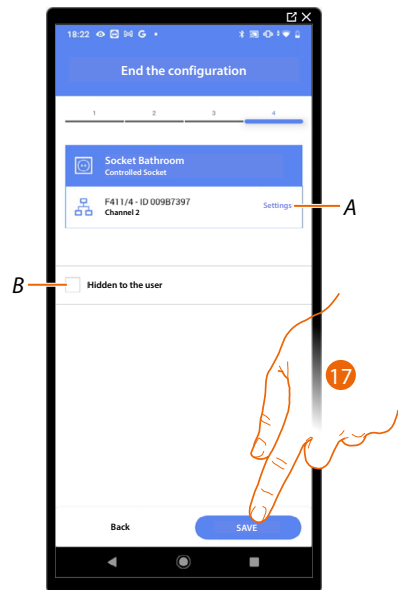 18:22 G
End the configuration
1 2 3 4
Socket Bathroom
Controlled Socket
F411/4 - ID 009B7397
Channel 2
Settings
A
B
Hidden to the user
17
Back
SAVE